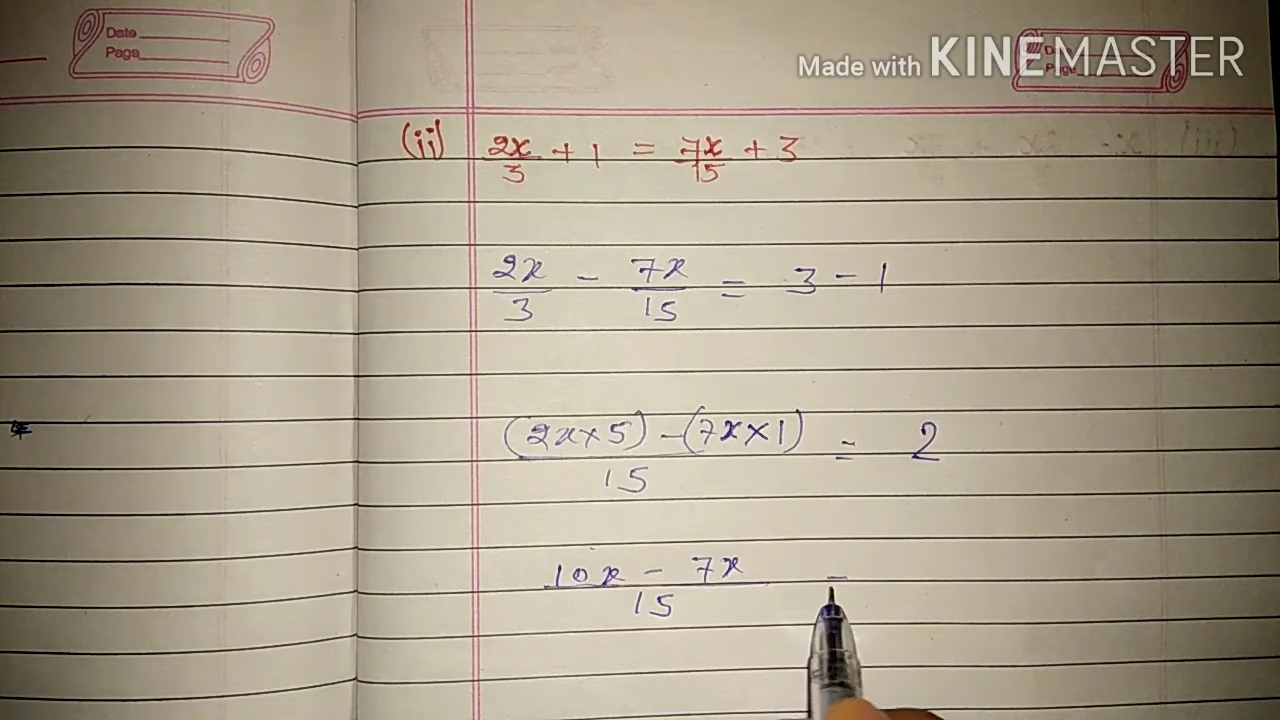 Date
Page
Made with KINEMASTER
(ii) 2x/3 + 1 = 7x/15 + 3
2x/3 - 7x/15 = 3 - 1
(2x×5) - (7x×1)/15 = 2
10x - 7x/15 =